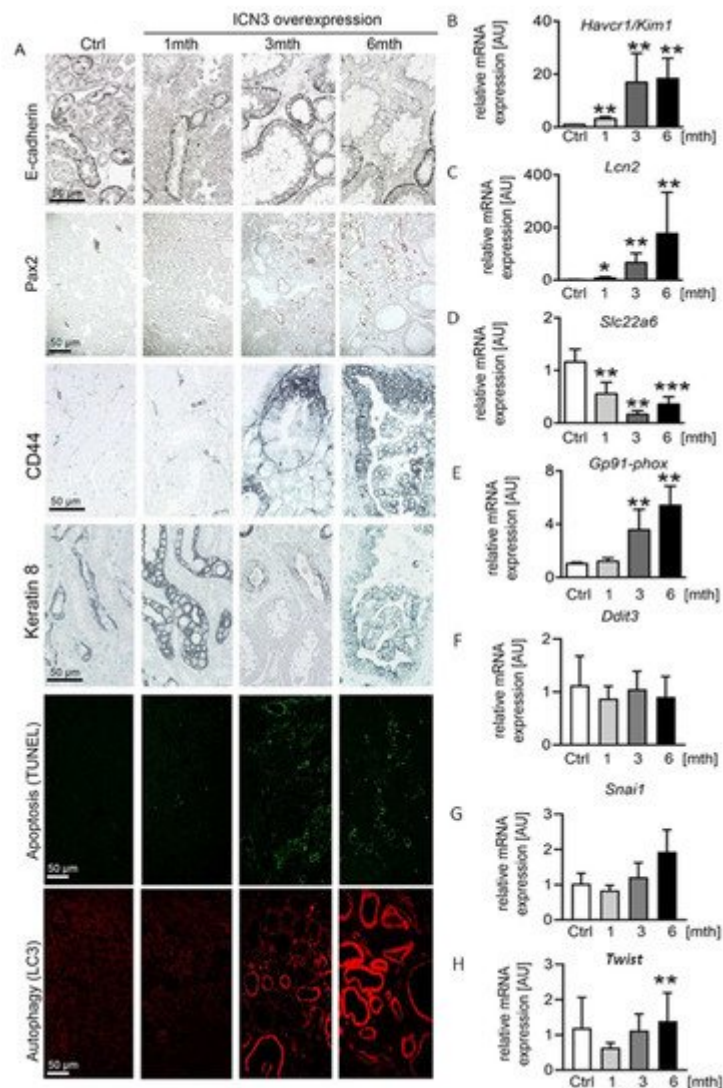 ICN3 overexpression
A
Ctrl 1mth 3mth 6mth
E-cadherin
50 µm
Pax2
50 µm
CD44
50 µm
Keratin 8
50 µm
Apoptosis (TUNEL)
50 µm
Autophagy (LC3)
50 µm
B
Havcr1/Kim1
relative mRNA
expression [AU]
40
20
0
** ** **
Ctrl 1 3 6 [mth]
C
Lcn2
relative mRNA
expression [AU]
400
200
0
* ** **
Ctrl 1 3 6 [mth]
D
Slc22a6
relative mRNA
expression [AU]
2
1
0
** ** ***
Ctrl 1 3 6 [mth]
E
Gp91-phox
relative mRNA
expression [AU]
8
4
0
** **
Ctrl 1 3 6 [mth]
F
Ddit3
relative mRNA
expression [AU]
2
1
0
Ctrl 1 3 6 [mth]
G
Snai1
relative mRNA
expression [AU]
3
2
1
0
Ctrl 1 3 6 [mth]
H
Twist
relative mRNA
expression [AU]
3
2
1
0
**
Ctrl 1 3 6 [mth]